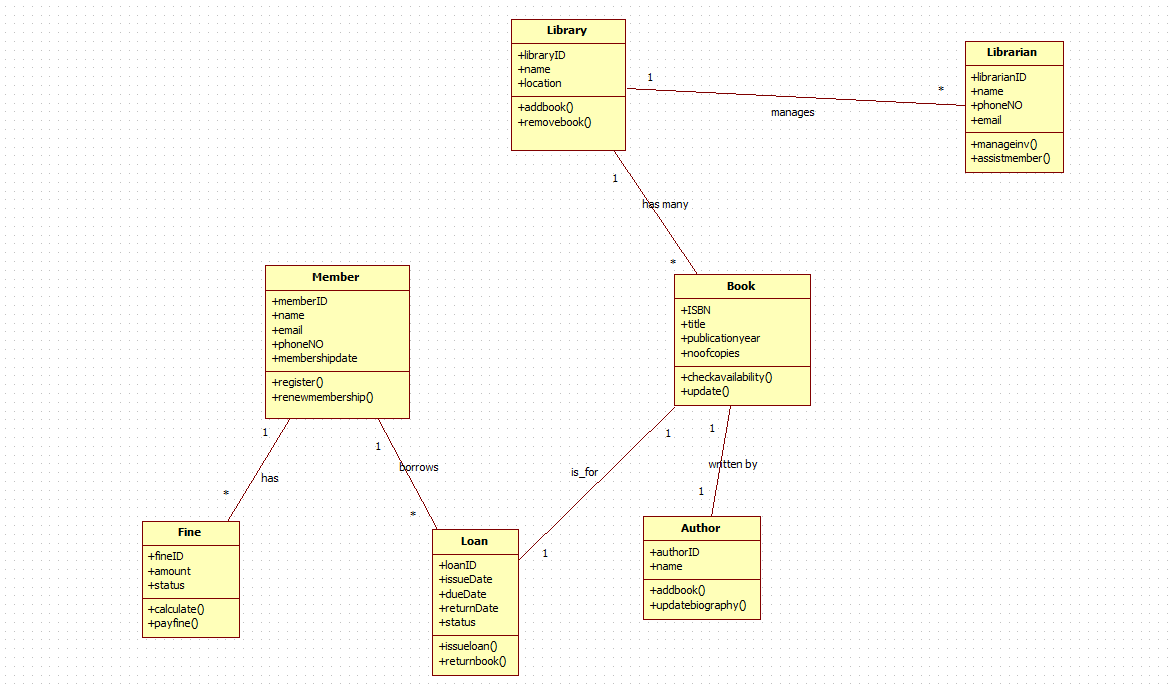 Library
+libraryID
+name
+location
+addbook()
+removebook()
Librarian
+librarianID
+name
+phoneNO
+email
+manageinv()
+assistmember()
1
*
manages
1
has many
*
Member
+memberID
+name
+email
+phoneNO
+membershipdate
+register()
+renewmembership()
Book
+ISBN
+title
+publicationyear
+noofcopies
+checkavailability()
+update()
1
has
*
1
borrows
*
1
is_for
1
1
written by
1
Fine
+fineID
+amount
+status
+calculate()
+payfine()
Loan
+loanID
+issueDate
+dueDate
+returnDate
+status
+issueloan()
+returnbook()
Author
+authorID
+name
+addbook()
+updatebiography()